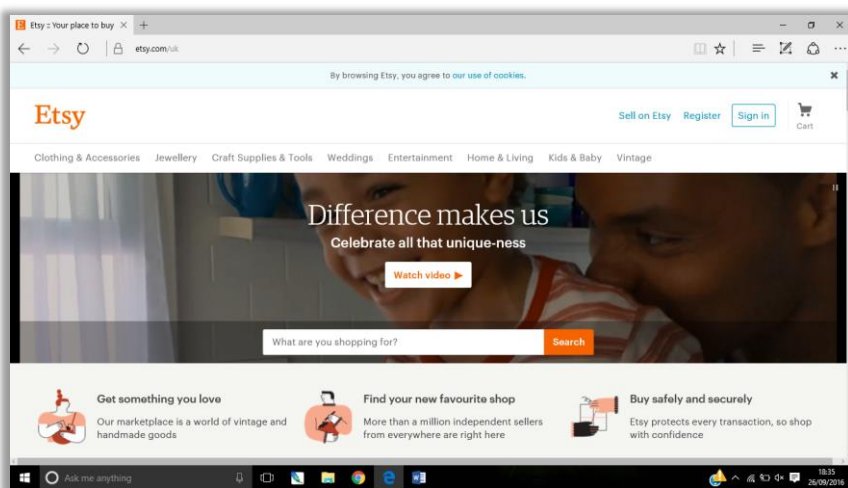 Etsy :: Your place to buy
etsy.com/uk
By browsing Etsy, you agree to our use of cookies.
Etsy
Sell on Etsy Register Sign in
Cart
Clothing & Accessories Jewellery Craft Supplies & Tools Weddings Entertainment Home & Living Kids & Baby Vintage
Difference makes us
Celebrate all that unique-ness
Watch video
What are you shopping for? Search
Get something you love
Our marketplace is a world of vintage and
handmade goods
Find your new favourite shop
More than a million independent sellers
from everywhere are right here
Buy safely and securely
Etsy protects every transaction, so shop
with confidence
Ask me anything
18:35
26/09/2016